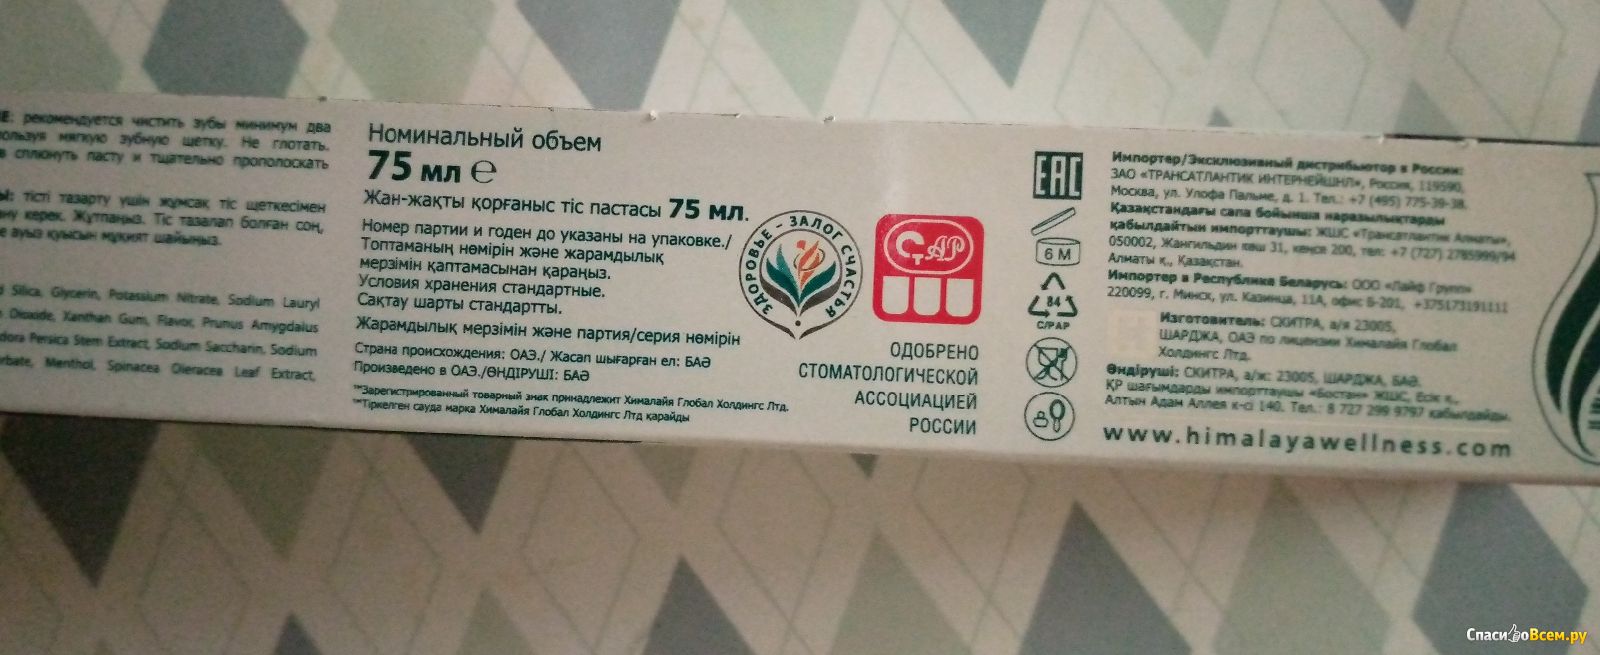 Е: рекомендуется чистить зубы минимум два
пользуя мягкую зубную щетку. Не глотать.
сплюнуть пасту и тщательно прополоскать
Ы: тісті тазарту үшін жұмсақ тіс щеткесімен
керек. Жұтпаңыз. Тіс тазалап болған соң,
ауыз қуысын мұқият шайыңыз.
Silica, Glycerin, Potassium Nitrate, Sodium Lauryl
Dioxide, Xanthan Gum, Flavor, Prunus Amygdalus
dora Persica Stem Extract, Sodium Saccharin, Sodium
rbate, Menthol, Spinacea Oleracea Leaf Extract,
Номинальный объем
75 мл ℮
Жан-жақты қорғаныс тіс пастасы 75 мл.
Номер партии и годен до указаны на упаковке./
Топтаманың нөмірін және жарамдылық
мерзімін қаптамасынан қараңыз.
Условия хранения стандартные.
Сақтау шарты стандартты.
Жарамдылық мерзімін және партия/серия нөмірін
Страна происхождения: ОАЭ./ Жасап шығарған ел: БАӘ
Произведено в ОАЭ./ӨНДІРУШІ: БАӘ
™Зарегистрированный товарный знак принадлежит Хималайя Глобал Холдингс Лтд.
™Тіркелген сауда марка Хималайя Глобал Холдингс Лтд қарайды
ЗДОРОВЬЕ - ЗАЛОГ СЧАСТЬЯ
СтАР
ОДОБРЕНО
СТОМАТОЛОГИЧЕСКОЙ
АССОЦИАЦИЕЙ
РОССИИ
EAC
6 M
84
C/PAP
Импортер/Эксклюзивный дистрибьютор в России:
ЗАО «ТРАНСАТЛАНТИК ИНТЕРНЕЙШНЛ», Россия, 119590,
Москва, ул. Улофа Пальме, д. 1. Тел.: +7 (495) 775-39-38.
Қазақстандағы сапа бойынша наразылықтарды
қабылдайтын импорттаушы: ЖШС «Трансатлантик Алматы»,
050002, Жангильдин көш 31, кеңсе 200, тел: +7 (727) 2785999/94
Алматы қ., Қазақстан.
Импортер в Республике Беларусь: ООО «Лайф Групп»
220099, г. Минск, ул. Казинца, 11А, офис Б-201, +375173191111
Изготовитель: СКИТРА, а/я 23005,
ШАРДЖА, ОАЭ по лицензии Хималайя Глобал
Холдингс Лтд.
Өндіруші: СКИТРА, а/ж: 23005, ШАРДЖА, БАӘ.
ҚР шағымдарды импорттаушы «Бостан» ЖШС, Есік қ.,
Алтын Адам Аллея к-сі 140. Тел.: 8 727 299 9797 қабылдайды.
www.himalayawellness.com
СпасибоВсем.ру